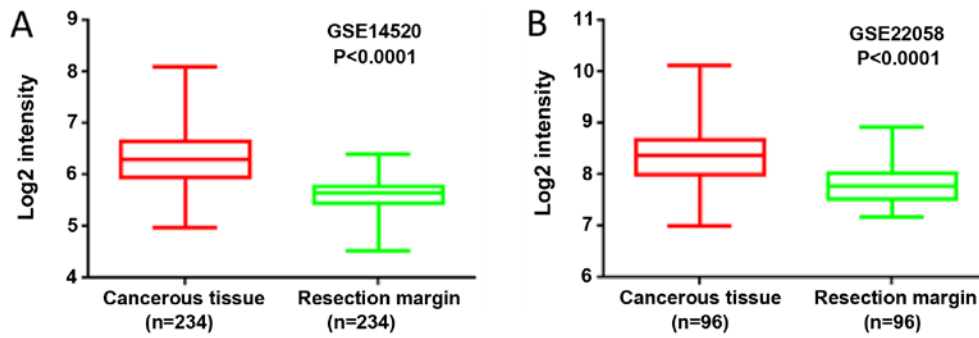 A
GSE14520
P<0.0001
Log2 intensity
9
8
7
6
5
4
Cancerous tissue
(n=234)
Resection margin
(n=234)
B
GSE22058
P<0.0001
Log2 intensity
11
10
9
8
7
6
Cancerous tissue
(n=96)
Resection margin
(n=96)